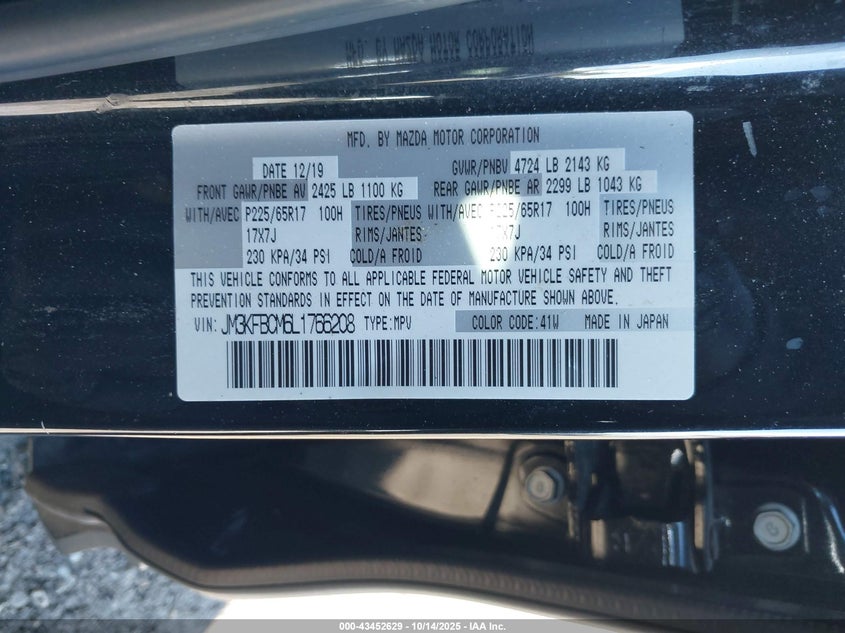 MFD. BY MAZDA MOTOR CORPORATION
DATE 12/19 GVWR/PNBV 4724 LB 2143 KG
FRONT GAWR/PNBE AV 2425 LB 1100 KG REAR GAWR/PNBE AR 2299 LB 1043 KG
WITH/AVEC P225/65R17 100H TIRES/PNEUS WITH/AVEC P225/65R17 100H TIRES/PNEUS
17X7J RIMS/JANTES 17X7J RIMS/JANTES
230 KPA/34 PSI COLD/A FROID 230 KPA/34 PSI COLD/A FROID
THIS VEHICLE CONFORMS TO ALL APPLICABLE FEDERAL MOTOR VEHICLE SAFETY AND THEFT
PREVENTION STANDARDS IN EFFECT ON THE DATE OF MANUFACTURE SHOWN ABOVE.
VIN: JM3KFBCM6L1766208 TYPE:MPV COLOR CODE:41W MADE IN JAPAN
000-43452629 - 10/14/2025 - IAA Inc.